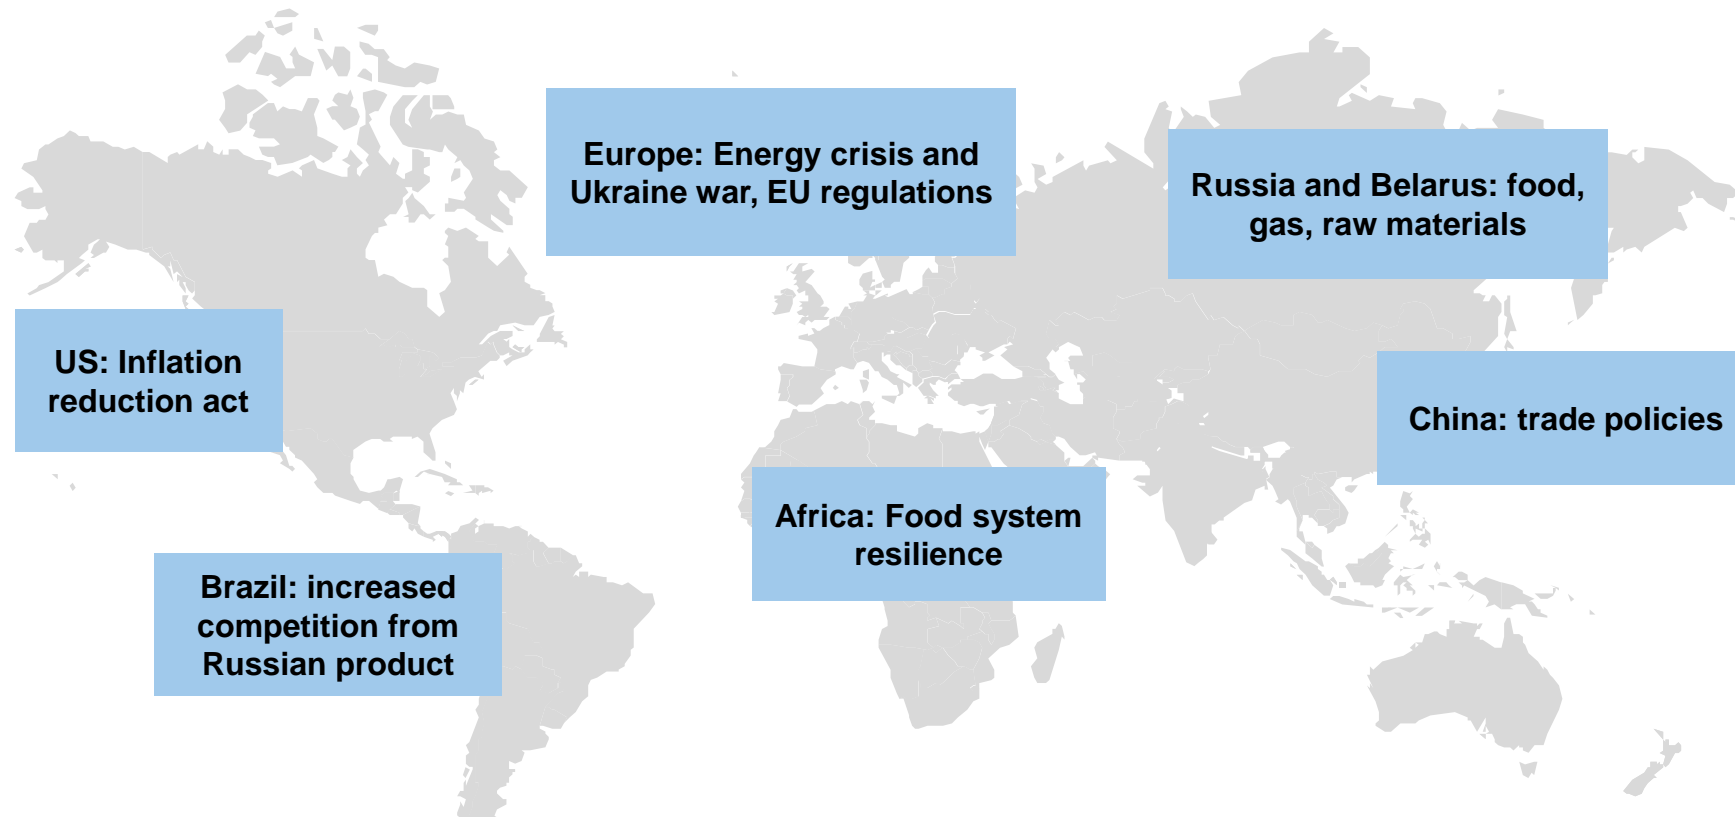 Europe: Energy crisis and
Ukraine war, EU regulations
Russia and Belarus: food,
gas, raw materials
US: Inflation
reduction act
China: trade policies
Africa: Food system
resilience
Brazil: increased
competition from
Russian product